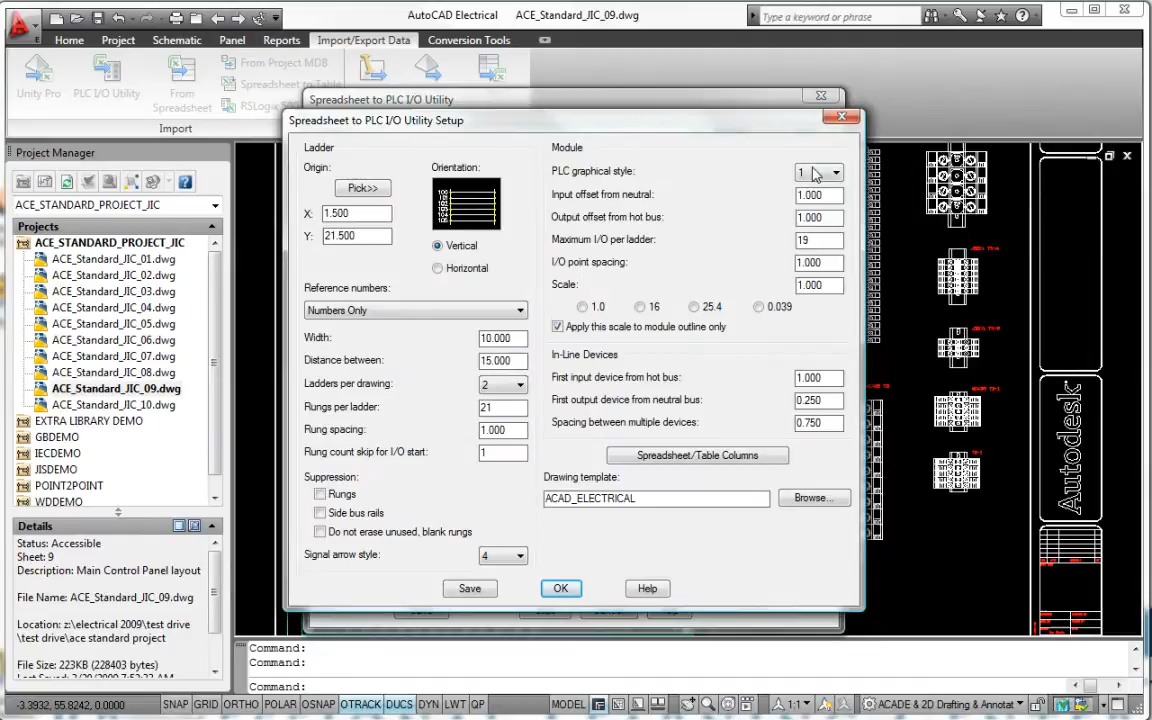 AutoCAD Electrical ACE_Standard_JIC_09.dwg
Type a keyword or phrase
Home Project Schematic Panel Reports Import/Export Data Conversion Tools
Unity Pro
PLC I/O Utility
From
Spreadsheet
From Project MDB
Spreadsheet to
Import
Project Manager
ACE_STANDARD_PROJECT_JIC
Projects
ACE_STANDARD_PROJECT_JIC
ACE_Standard_JIC_01.dwg
ACE_Standard_JIC_02.dwg
ACE_Standard_JIC_03.dwg
ACE_Standard_JIC_04.dwg
ACE_Standard_JIC_05.dwg
ACE_Standard_JIC_06.dwg
ACE_Standard_JIC_07.dwg
ACE_Standard_JIC_08.dwg
ACE_Standard_JIC_09.dwg
ACE_Standard_JIC_10.dwg
EXTRA LIBRARY DEMO
GBDEMO
IECDEMO
JISDEMO
POINT2POINT
WDDEMO
Details
Status: Accessible
Sheet: 9
Description: Main Control Panel layout
File Name: ACE_Standard_JIC_09.dwg
Location: z:\electrical 2009\test drive
\test drive\ace standard project
File Size: 223KB (228403 bytes)
Spreadsheet to PLC I/O Utility
Spreadsheet to PLC I/O Utility Setup
Ladder
Origin:
Pick>>
X: 1.500
Y: 21.500
Orientation:
Vertical
Horizontal
Reference numbers:
Numbers Only
Width: 10.000
Distance between: 15.000
Ladders per drawing: 2
Rungs per ladder: 21
Rung spacing: 1.000
Rung count skip for I/O start: 1
Suppression:
Rungs
Side bus rails
Do not erase unused, blank rungs
Signal arrow style: 4
Module
PLC graphical style: 1
Input offset from neutral: 1.000
Output offset from hot bus: 1.000
Maximum I/O per ladder: 19
I/O point spacing: 1.000
Scale: 1.000
1.0 16 25.4 0.039
Apply this scale to module outline only
In-Line Devices
First input device from hot bus: 1.000
First output device from neutral bus: 0.250
Spacing between multiple devices: 0.750
Spreadsheet/Table Columns
Drawing template:
ACAD_ELECTRICAL Browse...
Save OK Help
Autodesk
Command:
Command:
Command:
-3.3932, 55.8242, 0.0000 SNAP GRID ORTHO POLAR OSNAP OTRACK DUCS DYN LWT QP MODEL 1:1 ACADE & 2D Drafting & Annotat